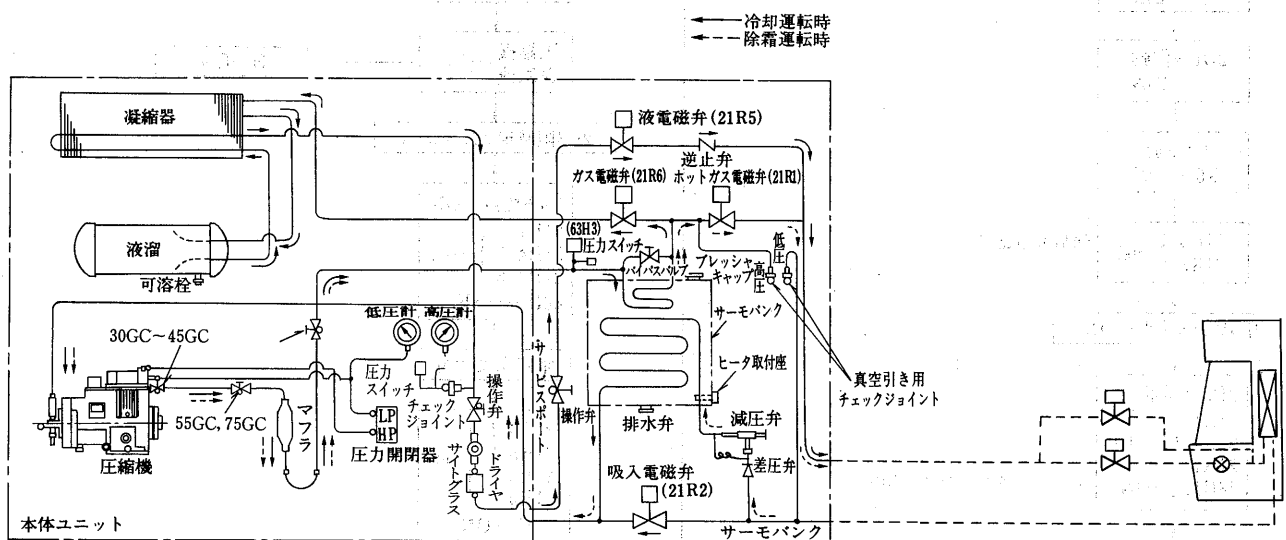 冷却運転時
除霜運転時
凝縮器
液電磁弁(21R5)
逆止弁
ガス電磁弁(21R6)
ホットガス電磁弁(21R1)
(63H3)
圧力スイッチ
バイパスバルブ
プレッシャ
キャップ
高圧
低圧
液溜
可溶栓
サーモバンク
ヒータ取付座
真空引き用
チェックジョイント
低圧計
高圧計
30GC～45GC
55GC, 75GC
圧力
スイッチ
チェック
ジョイント
操作弁
サービスポート
操作弁
排水弁
減圧弁
差圧弁
マフラ
LP
HP
圧力開閉器
サイトグラス
ドライヤ
圧縮機
吸入電磁弁
(21R2)
本体ユニット
サーモバンク